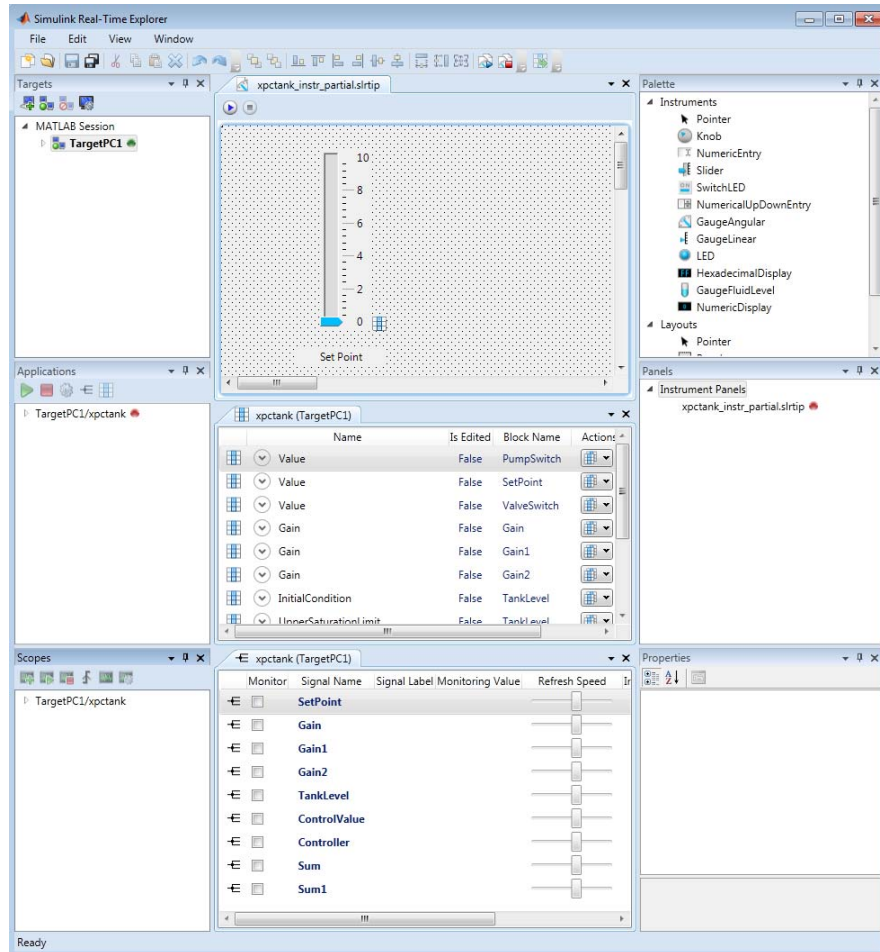 Simulink Real-Time Explorer
File Edit View Window
Targets
MATLAB Session
TargetPC1
xpctank_instr_partial.slrtip
10
8
6
4
2
0
Set Point
Palette
Instruments
Pointer
Knob
NumericEntry
Slider
SwitchLED
NumericalUpDownEntry
GaugeAngular
GaugeLinear
LED
HexadecimalDisplay
GaugeFluidLevel
NumericDisplay
Layouts
Pointer
Applications
TargetPC1/xpctank
xpctank (TargetPC1)
Name Is Edited Block Name Actions
Value False PumpSwitch
Value False SetPoint
Value False ValveSwitch
Gain False Gain
Gain False Gain1
Gain False Gain2
InitialCondition False TankLevel
UpperSaturationLimit False TankLevel
Panels
Instrument Panels
xpctank_instr_partial.slrtip
Scopes
TargetPC1/xpctank
xpctank (TargetPC1)
Monitor Signal Name Signal Label Monitoring Value Refresh Speed
SetPoint
Gain
Gain1
Gain2
TankLevel
ControlValue
Controller
Sum
Sum1
Properties
Ready